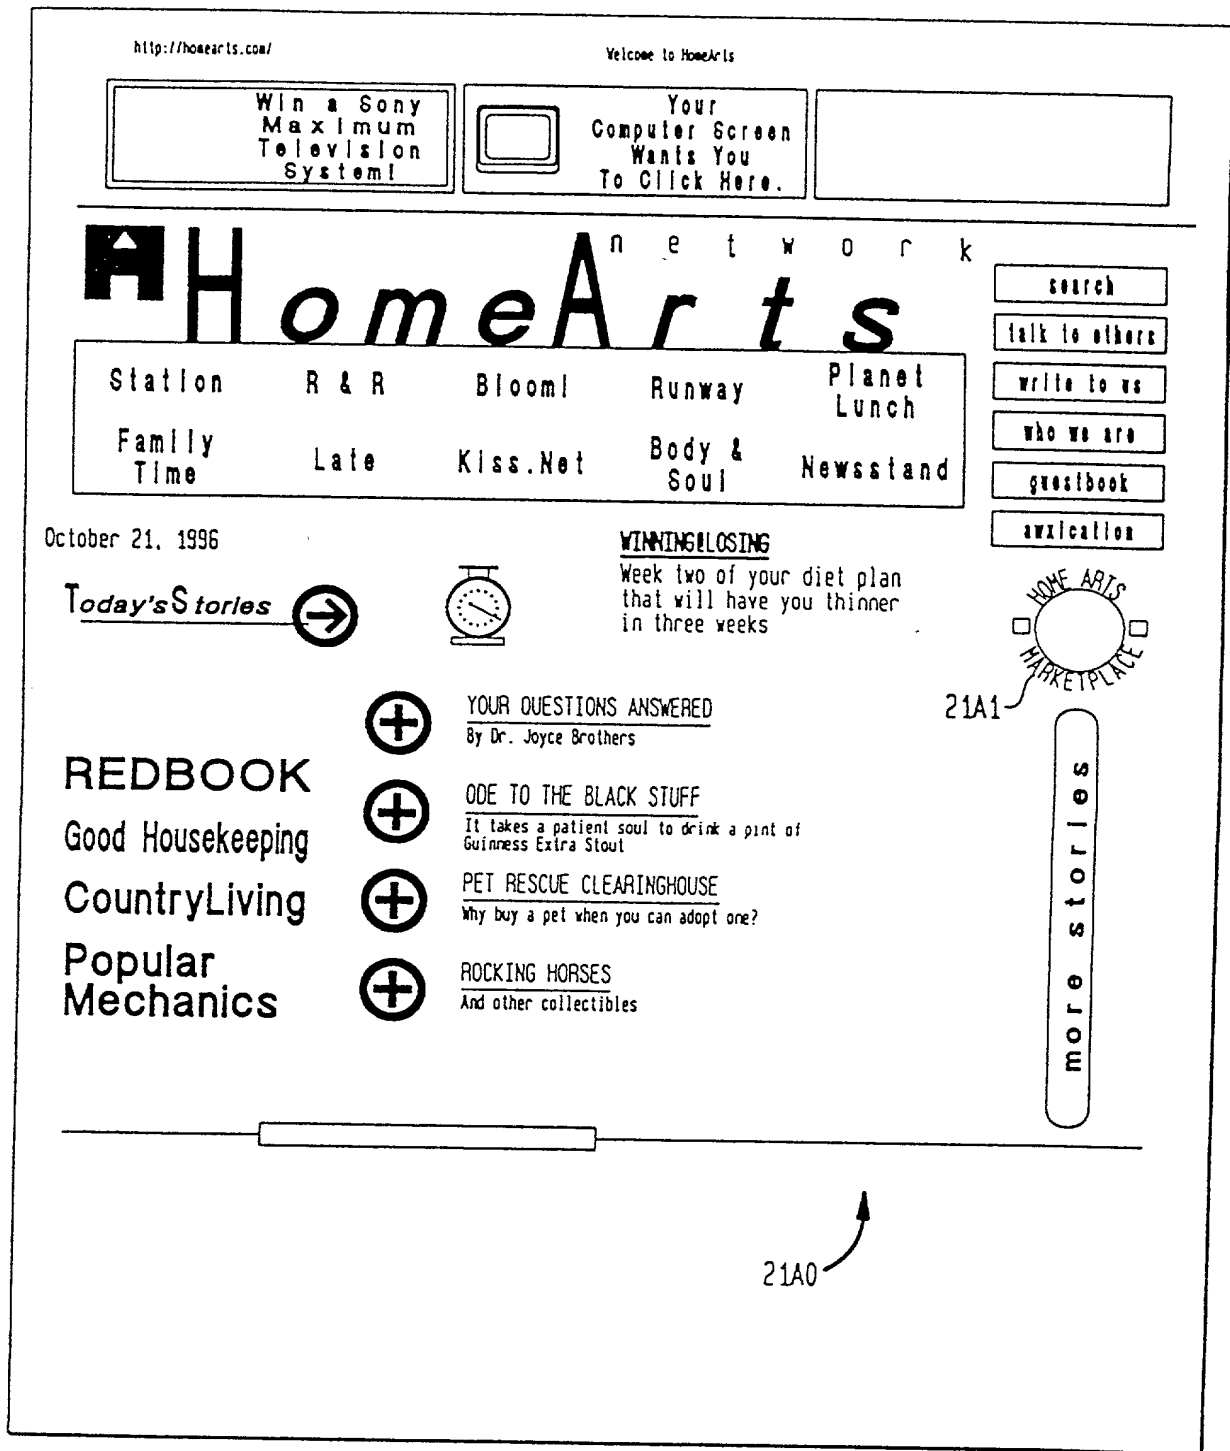 http://homearts.com/
Welcome to HomeArts
Win a Sony
Maximum
Television
System!
Your
Computer Screen
Wants You
To Click Here.
A
network
HomeArts
Station
R & R
Bloom!
Runway
Planet
Lunch
Family
Time
Late
Kiss.Net
Body &
Soul
Newsstand
search
talk to others
write to us
who we are
guestbook
awxication
October 21, 1996
Today'sStories
WINNING&LOSING
Week two of your diet plan
that will have you thinner
in three weeks
HOME ARTS
MARKETPLACE
21A1
REDBOOK
Good Housekeeping
CountryLiving
Popular
Mechanics
YOUR QUESTIONS ANSWERED
By Dr. Joyce Brothers
ODE TO THE BLACK STUFF
It takes a patient soul to drink a pint of
Guinness Extra Stout
PET RESCUE CLEARINGHOUSE
Why buy a pet when you can adopt one?
ROCKING HORSES
And other collectibles
more stories
21A0